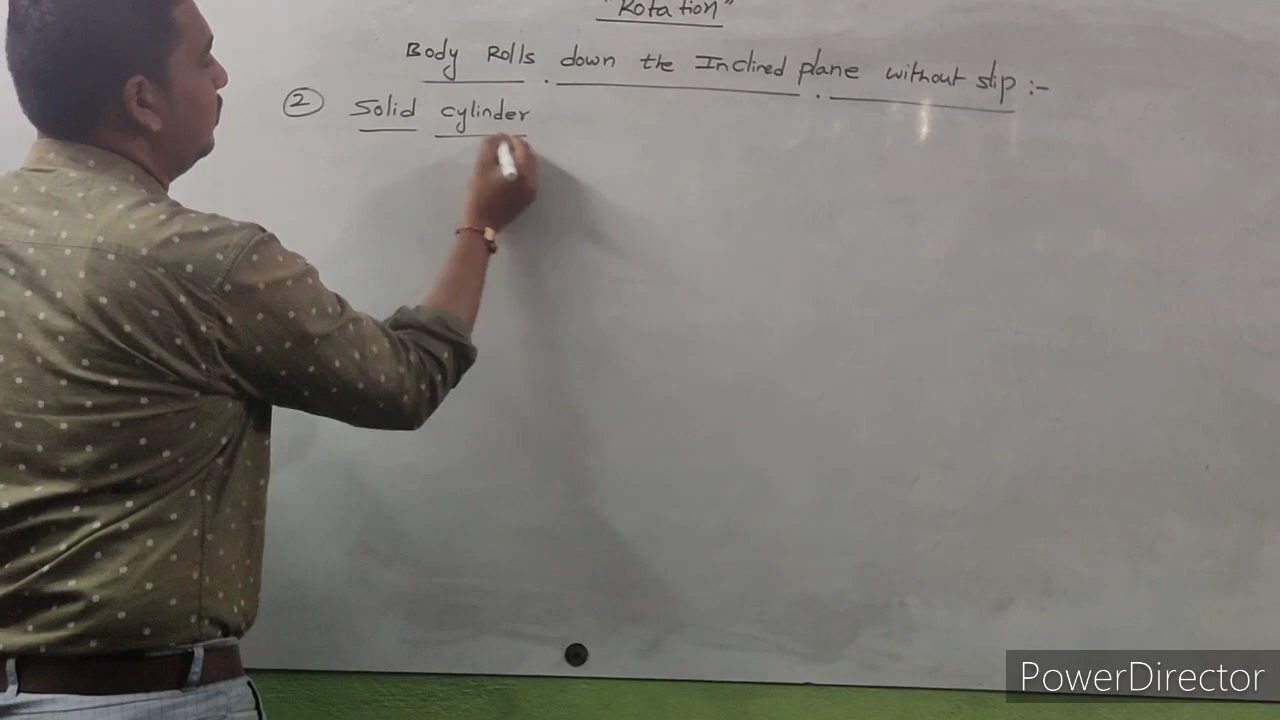 "Rotation"
Body Rolls down the Inclined plane without slip :-
② Solid cylinder
PowerDirector